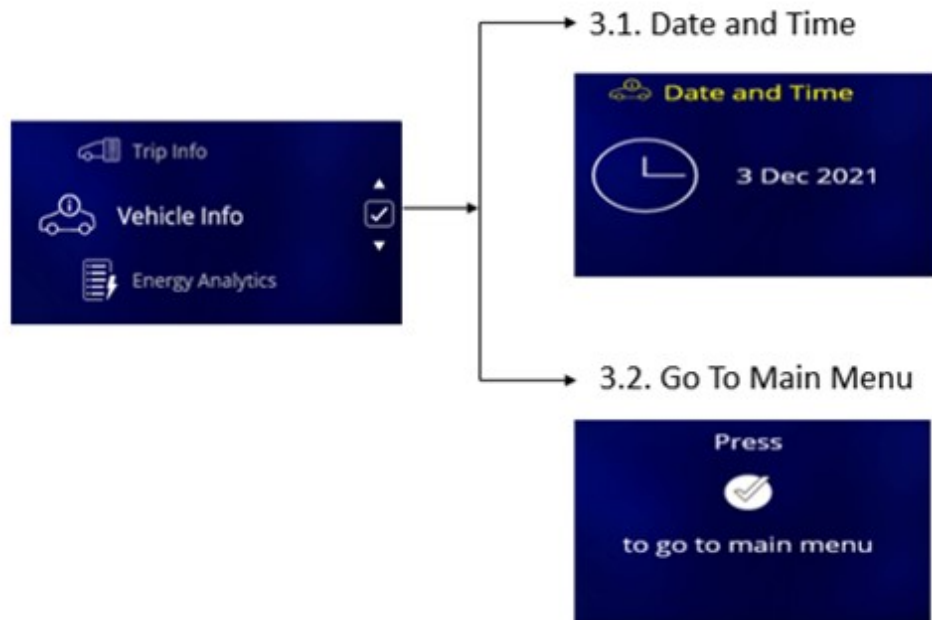 Trip Info
Vehicle Info
Energy Analytics
3.1. Date and Time
Date and Time
3 Dec 2021
3.2. Go To Main Menu
Press
to go to main menu